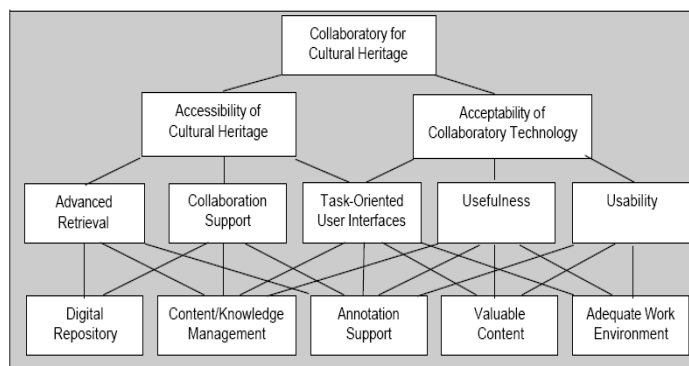 Collaboratory for
Cultural Heritage
Accessibility of
Cultural Heritage
Acceptability of
Collaboratory Technology
Advanced
Retrieval
Collaboration
Support
Task-Oriented
User Interfaces
Usefulness
Usability
Digital
Repository
Content/Knowledge
Management
Annotation
Support
Valuable
Content
Adequate Work
Environment